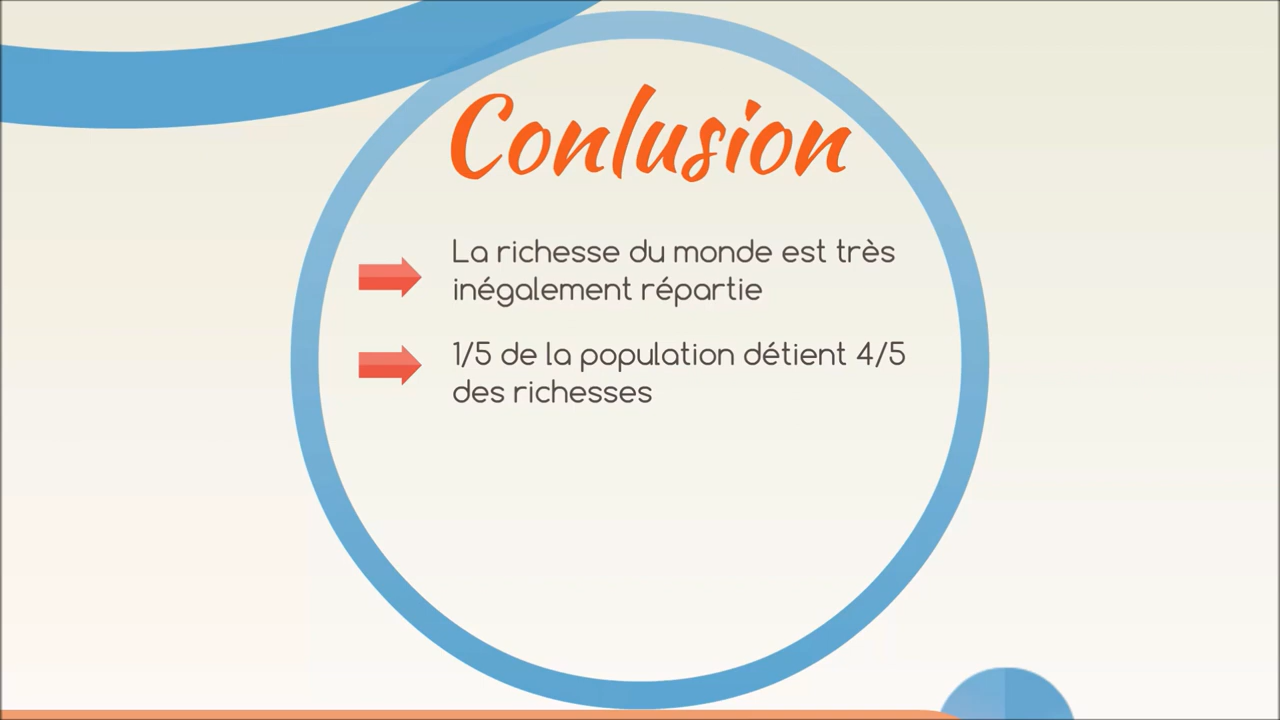 Conlusion
La richesse du monde est très
inégalement répartie
1/5 de la population détient 4/5
des richesses